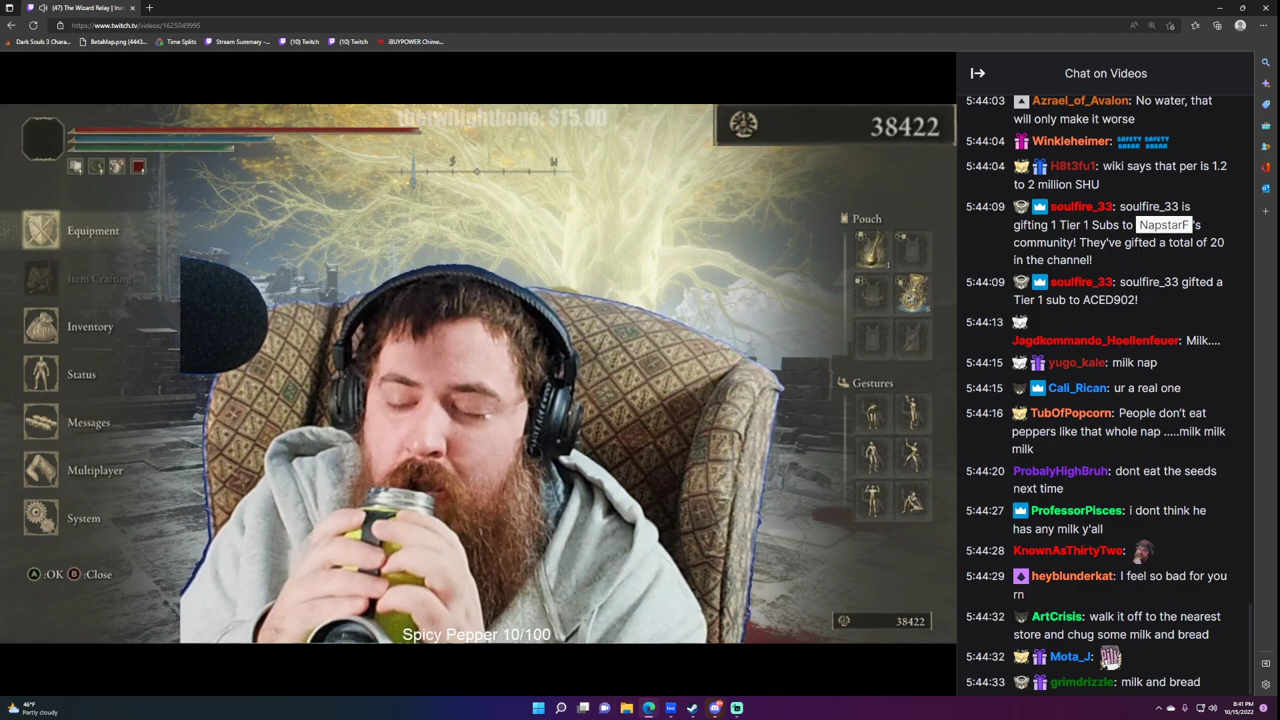 (47) The Wizard Relay | Irun
https://www.twitch.tv/videos/1625049995
Dark Souls 3 Chara...
BetaMap.png (4443...
Time Splits
Stream Summary -...
(10) Twitch
(10) Twitch
iBUYPOWER Chime...
thetwilightbone: $15.00
38422
Equipment
Item Crafting
Inventory
Status
Messages
Multiplayer
System
A :OK B :Close
Pouch
1
8
Gestures
38422
Spicy Pepper 10/100
Chat on Videos
5:44:03 Azrael_of_Avalon: No water, that
will only make it worse
5:44:04 Winkleheimer: SAFETY BREAK SAFETY BREAK
5:44:04 H8t3fu1: wiki says that per is 1.2
to 2 million SHU
5:44:09 soulfire_33: soulfire_33 is
gifting 1 Tier 1 Subs to NapstarF's
community! They've gifted a total of 20
in the channel!
5:44:09 soulfire_33: soulfire_33 gifted a
Tier 1 sub to ACED902!
5:44:13
Jagdkommando_Hoellenfeuer: Milk....
5:44:15 yugo_kale: milk nap
5:44:15 Cali_Rican: ur a real one
5:44:16 TubOfPopcorn: People don't eat
peppers like that whole nap .....milk milk
milk
5:44:20 ProbalyHighBruh: dont eat the seeds
next time
5:44:27 ProfessorPisces: i dont think he
has any milk y'all
5:44:28 KnownAsThirtyTwo:
5:44:29 heyblunderkat: I feel so bad for you
rn
5:44:32 ArtCrisis: walk it off to the nearest
store and chug some milk and bread
5:44:32 Mota_J:
5:44:33 grimdrizzle: milk and bread
46°F
Partly cloudy
8:41 PM
10/15/2022